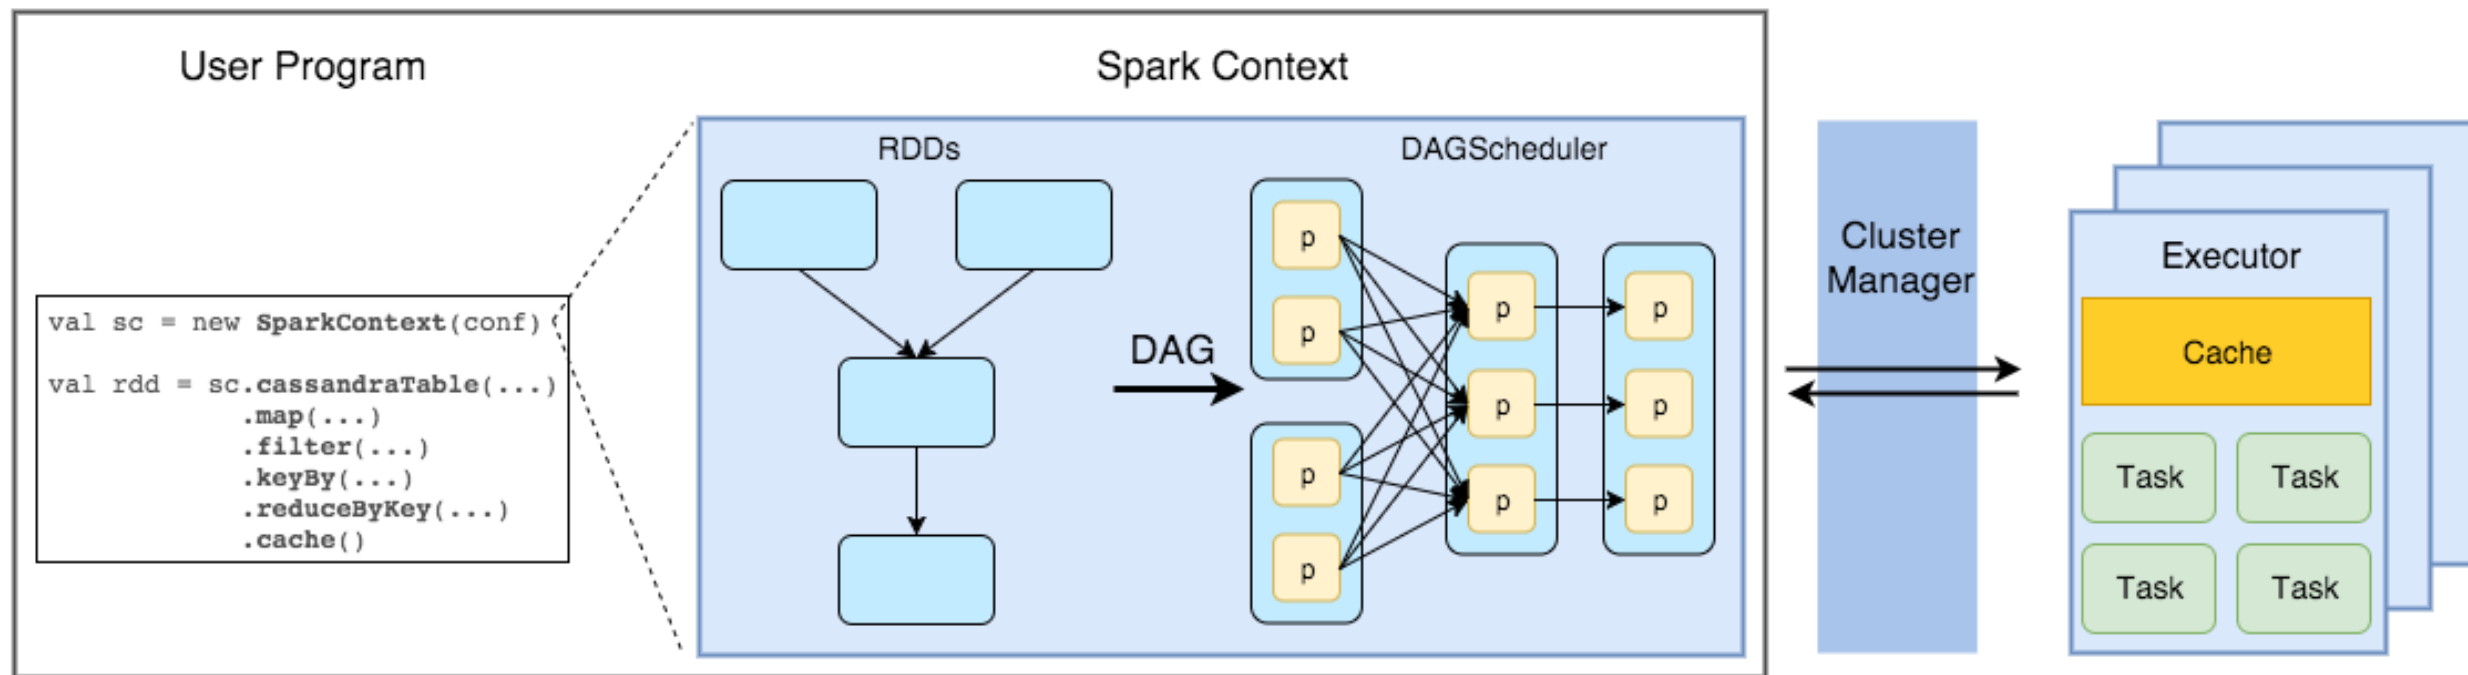 User Program
Spark Context
val sc = new SparkContext(conf)
val rdd = sc.cassandraTable(...)
.map(...)
.filter(...)
.keyBy(...)
.reduceByKey(...)
.cache()
RDDs
DAG
DAGScheduler
p
p
p
p
p
p
p
p
p
p
Cluster
Manager
Executor
Cache
Task
Task
Task
Task